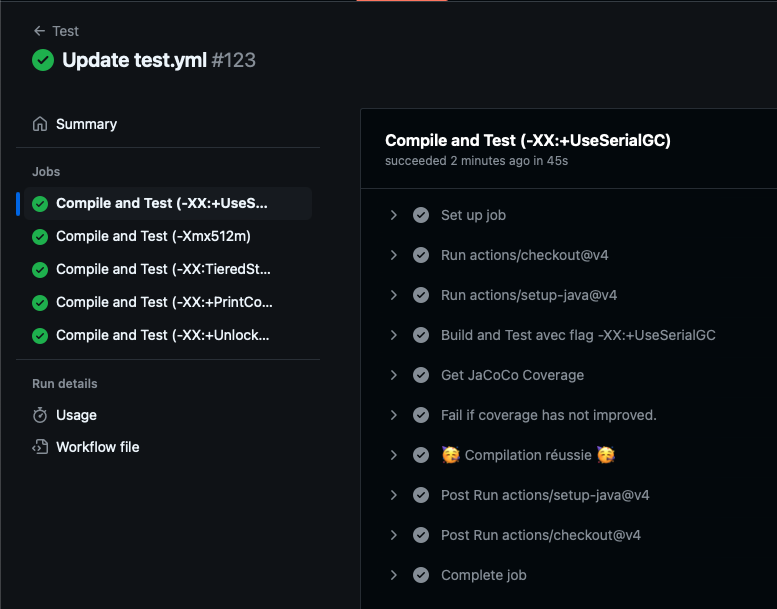 ← Test
Update test.yml #123
Summary
Jobs
Compile and Test (-XX:+UseS...
Compile and Test (-Xmx512m)
Compile and Test (-XX:TieredSt...
Compile and Test (-XX:+PrintCo...
Compile and Test (-XX:+Unlock...
Run details
Usage
Workflow file
Compile and Test (-XX:+UseSerialGC)
succeeded 2 minutes ago in 45s
Set up job
Run actions/checkout@v4
Run actions/setup-java@v4
Build and Test avec flag -XX:+UseSerialGC
Get JaCoCo Coverage
Fail if coverage has not improved.
🥳 Compilation réussie 🥳
Post Run actions/setup-java@v4
Post Run actions/checkout@v4
Complete job